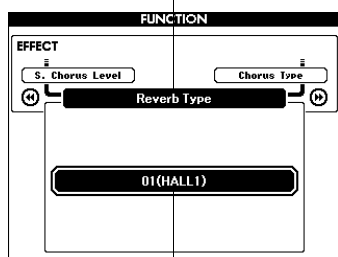 FUNCTION
EFFECT
S. Chorus Level
Chorus Type
Reverb Type
01(HALL1)